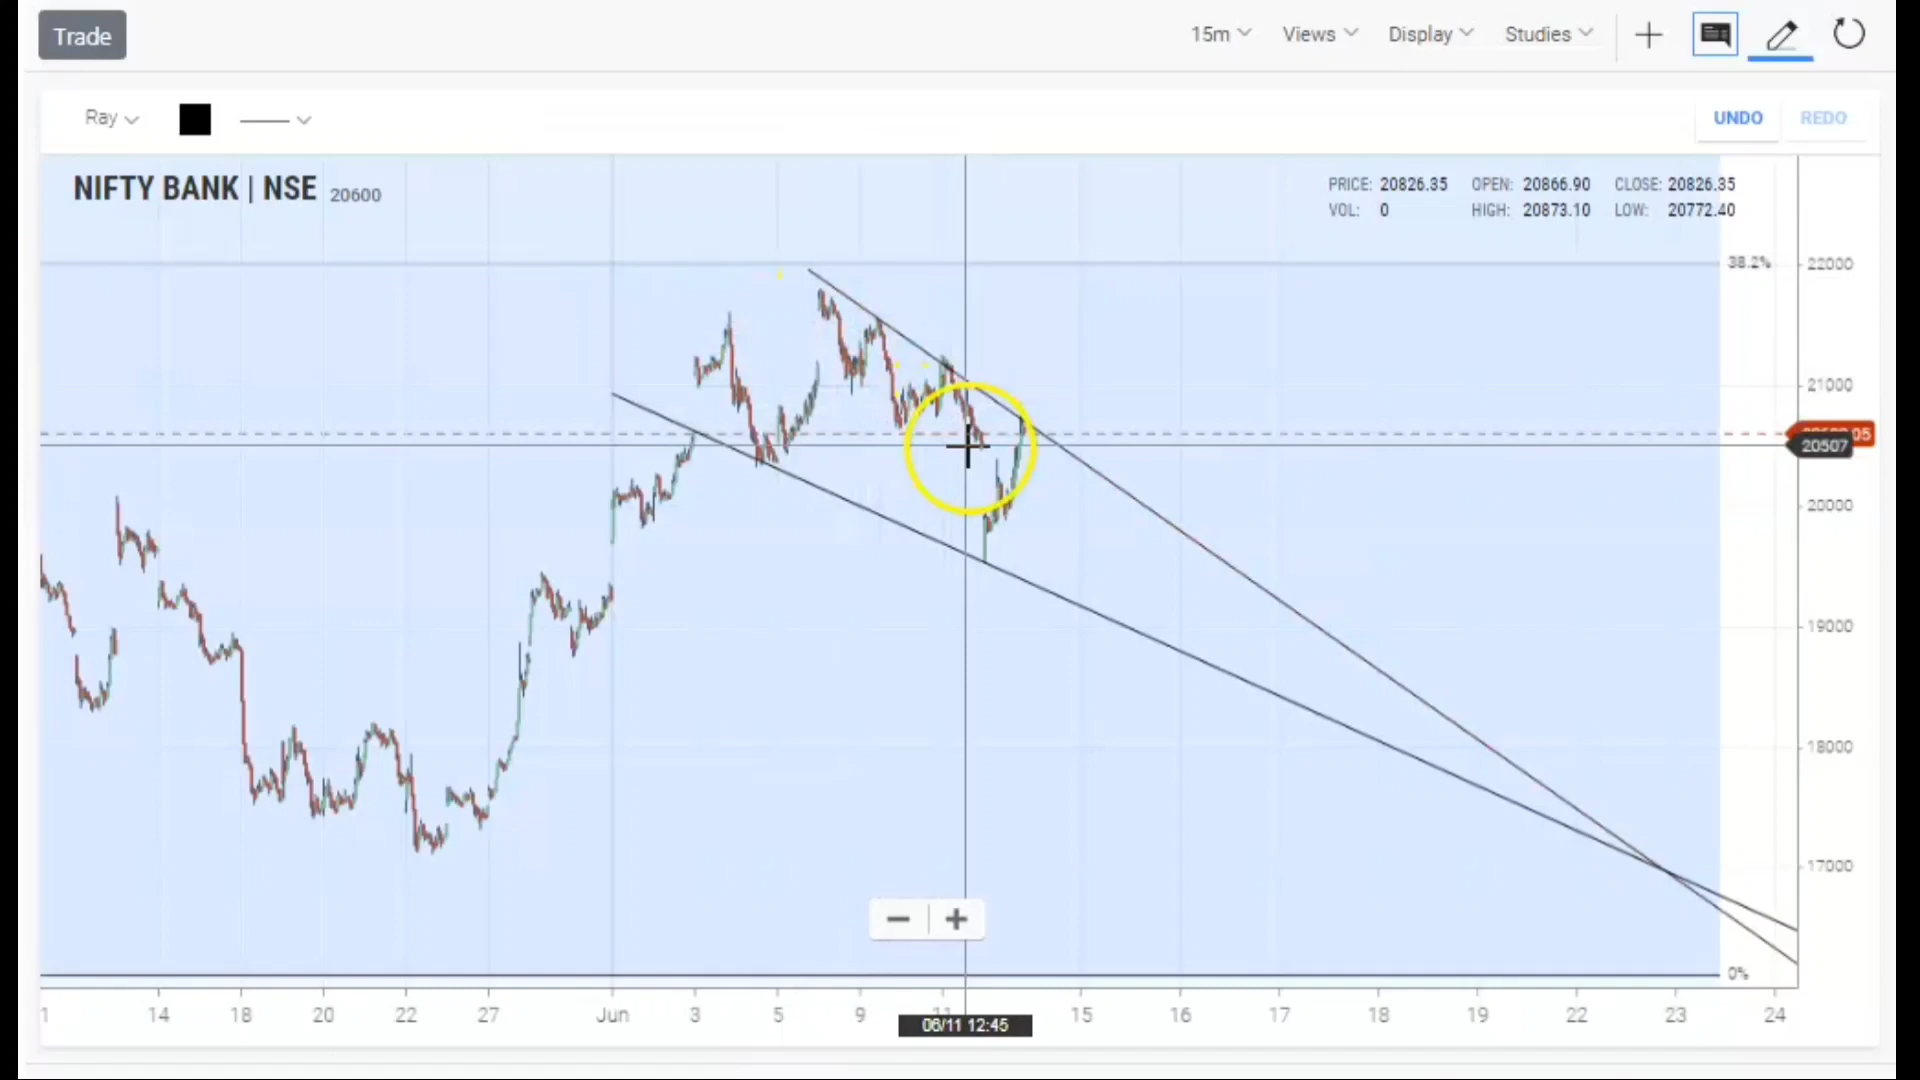 Trade 15m Views Display Studies
Ray UNDO REDO
NIFTY BANK | NSE 20600
PRICE: 20826.35 OPEN: 20866.90 CLOSE: 20826.35
VOL: 0 HIGH: 20873.10 LOW: 20772.40
38.2% 22000
21000
05
20507
20000
19000
18000
17000
0%
14 18 20 22 27 Jun 3 5 9 11 15 16 17 18 19 22 23 24
06/11 12:45